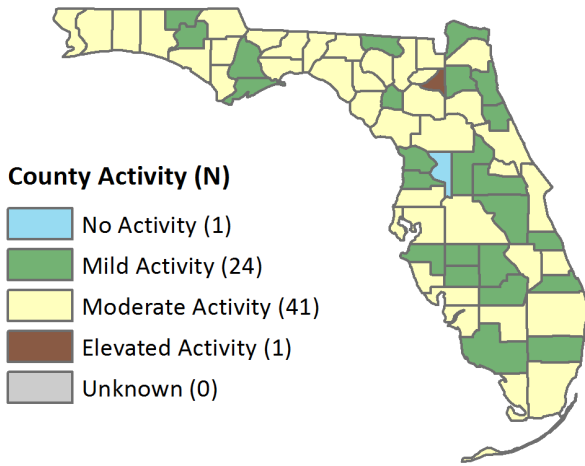 County Activity (N)
No Activity (1)
Mild Activity (24)
Moderate Activity (41)
Elevated Activity (1)
Unknown (0)